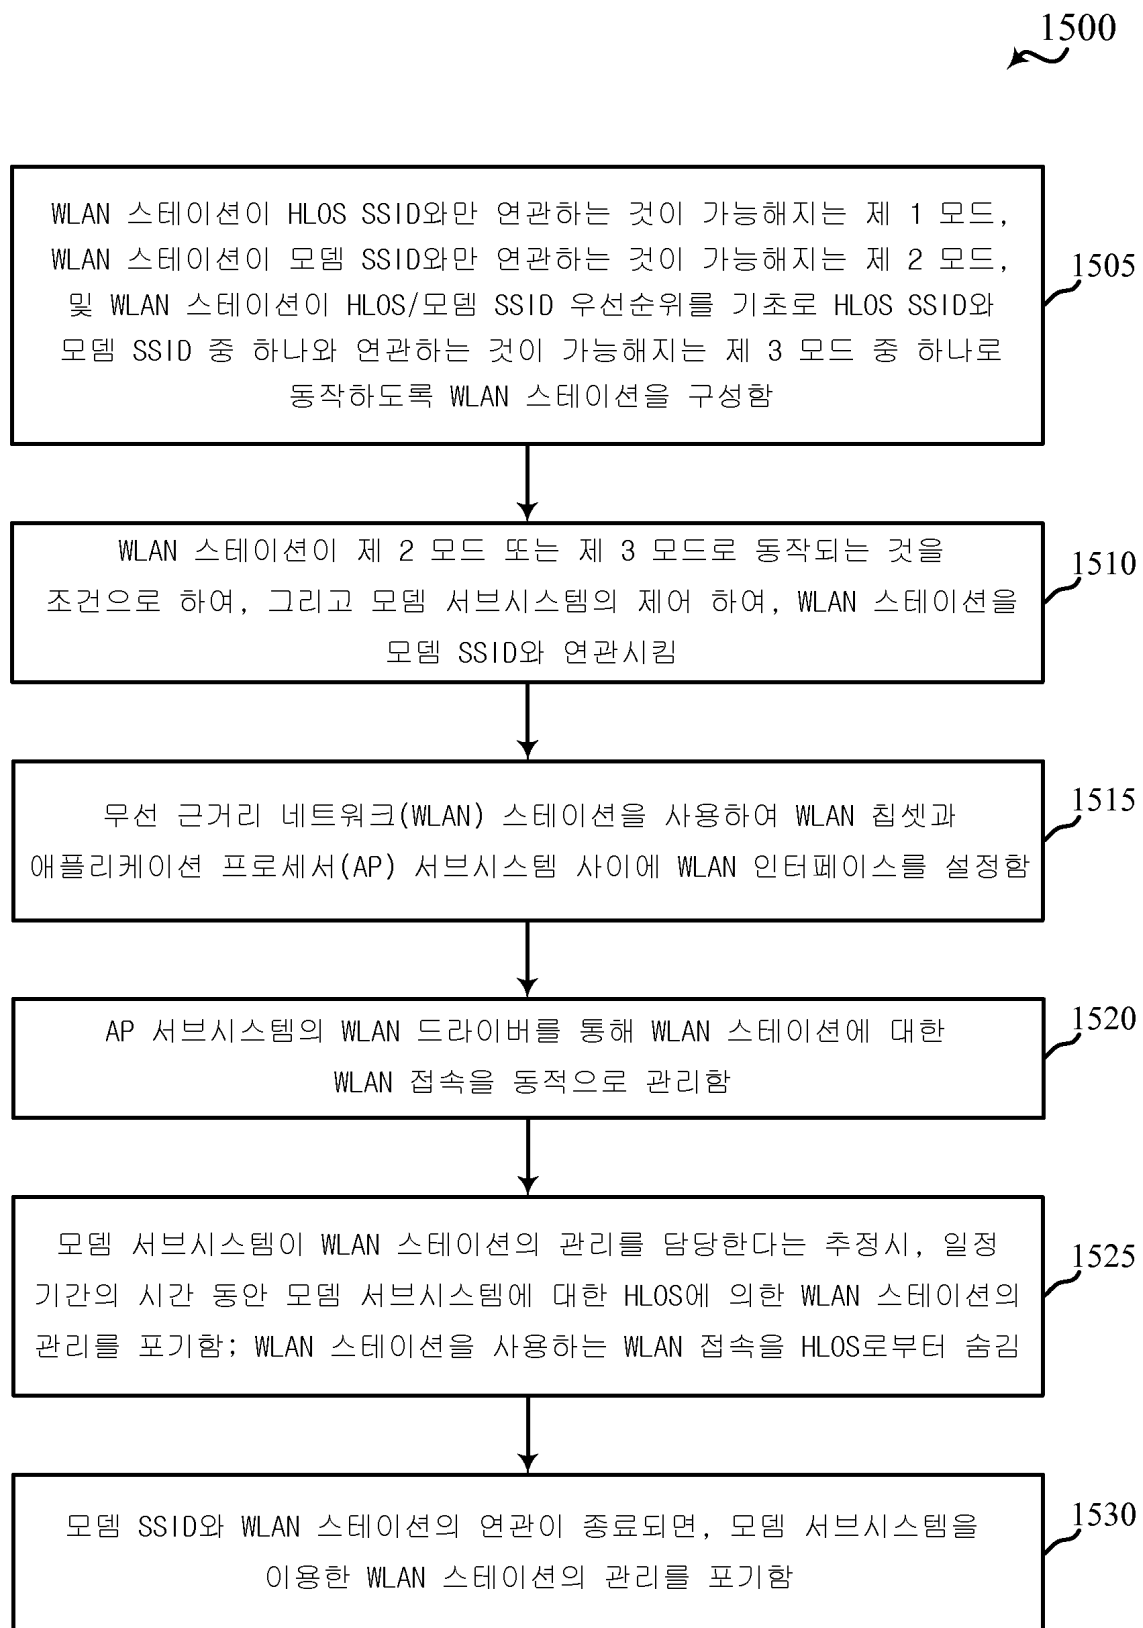 1500
WLAN 스테이션이 HLOS SSID와만 연관하는 것이 가능해지는 제 1 모드,
WLAN 스테이션이 모뎀 SSID와만 연관하는 것이 가능해지는 제 2 모드,
및 WLAN 스테이션이 HLOS/모뎀 SSID 우선순위를 기초로 HLOS SSID와
모뎀 SSID 중 하나와 연관하는 것이 가능해지는 제 3 모드 중 하나로
동작하도록 WLAN 스테이션을 구성함
1505
WLAN 스테이션이 제 2 모드 또는 제 3 모드로 동작되는 것을
조건으로 하여, 그리고 모뎀 서브시스템의 제어 하여, WLAN 스테이션을
모뎀 SSID와 연관시킴
1510
무선 근거리 네트워크(WLAN) 스테이션을 사용하여 WLAN 칩셋과
애플리케이션 프로세서(AP) 서브시스템 사이에 WLAN 인터페이스를 설정함
1515
AP 서브시스템의 WLAN 드라이버를 통해 WLAN 스테이션에 대한
WLAN 접속을 동적으로 관리함
1520
모뎀 서브시스템이 WLAN 스테이션의 관리를 담당한다는 추정시, 일정
기간의 시간 동안 모뎀 서브시스템에 대한 HLOS에 의한 WLAN 스테이션의
관리를 포기함; WLAN 스테이션을 사용하는 WLAN 접속을 HLOS로부터 숨김
1525
모뎀 SSID와 WLAN 스테이션의 연관이 종료되면, 모뎀 서브시스템을
이용한 WLAN 스테이션의 관리를 포기함
1530